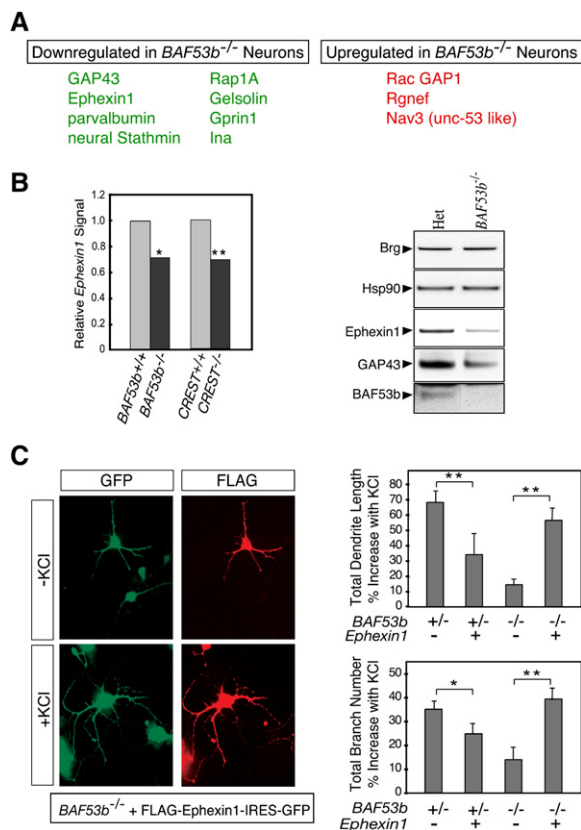 A
Downregulated in BAF53b-/- Neurons
Upregulated in BAF53b-/- Neurons
GAP43
Ephexin1
parvalbumin
neural Stathmin
Rap1A
Gelsolin
Gprin1
Ina
Rac GAP1
Rgnef
Nav3 (unc-53 like)
B
Relative Ephexin1 Signal
1.2
1
0.8
0.6
0.4
0.2
0
*
**
BAF53b+/+
BAF53b-/-
CREST+/+
CREST-/-
Het
BAF53b-/-
Brg
Hsp90
Ephexin1
GAP43
BAF53b
C
GFP
FLAG
-KCl
+KCl
BAF53b-/- + FLAG-Ephexin1-IRES-GFP
Total Dendrite Length
% Increase with KCl
80
70
60
50
40
30
20
10
0
**
**
BAF53b +/- +/- -/- -/-
Ephexin1 - + - +
Total Branch Number
% Increase with KCl
40
30
20
10
0
*
**
BAF53b +/- +/- -/- -/-
Ephexin1 - + - +